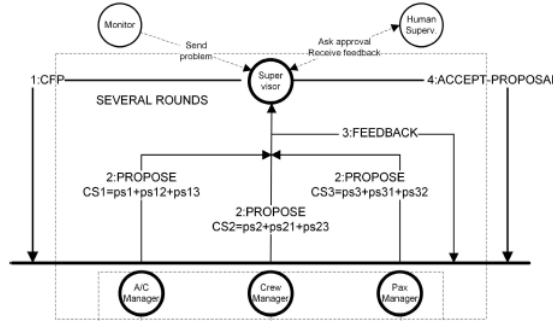 Monitor
Human
Superv.
Send
problem
Ask approval
Receive feedback
1:CFP
Super
visor
4:ACCEPT-PROPOSAL
SEVERAL ROUNDS
3:FEEDBACK
2:PROPOSE
CS1=ps1+ps12+ps13
2:PROPOSE
CS3=ps3+ps31+ps32
2:PROPOSE
CS2=ps2+ps21+ps23
A/C
Manager
Crew
Manager
Pax
Manager